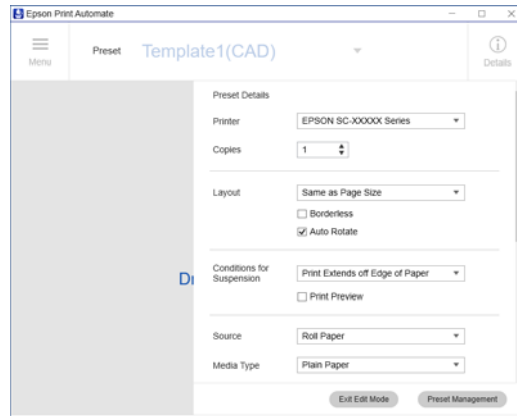 Epson Print Automate
Menu
Preset
Template1(CAD)
Details
Preset Details
Printer
EPSON SC-XXXXX Series
Copies
1
Layout
Same as Page Size
Borderless
Auto Rotate
Conditions for
Suspension
Print Extends off Edge of Paper
Print Preview
Source
Roll Paper
Media Type
Plain Paper
Exit Edit Mode
Preset Management